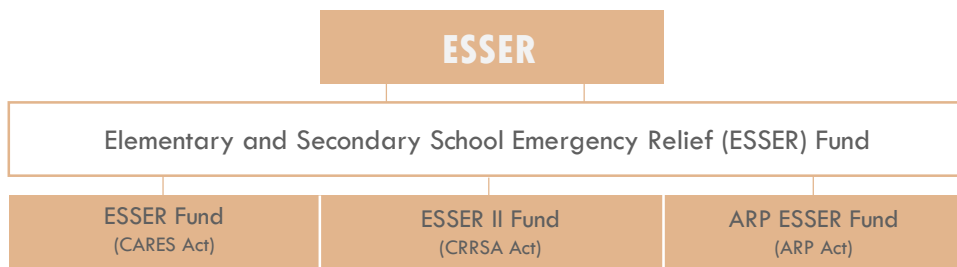 ESSER
Elementary and Secondary School Emergency Relief (ESSER) Fund
ESSER Fund
(CARES Act)
ESSER II Fund
(CRRSA Act)
ARP ESSER Fund
(ARP Act)